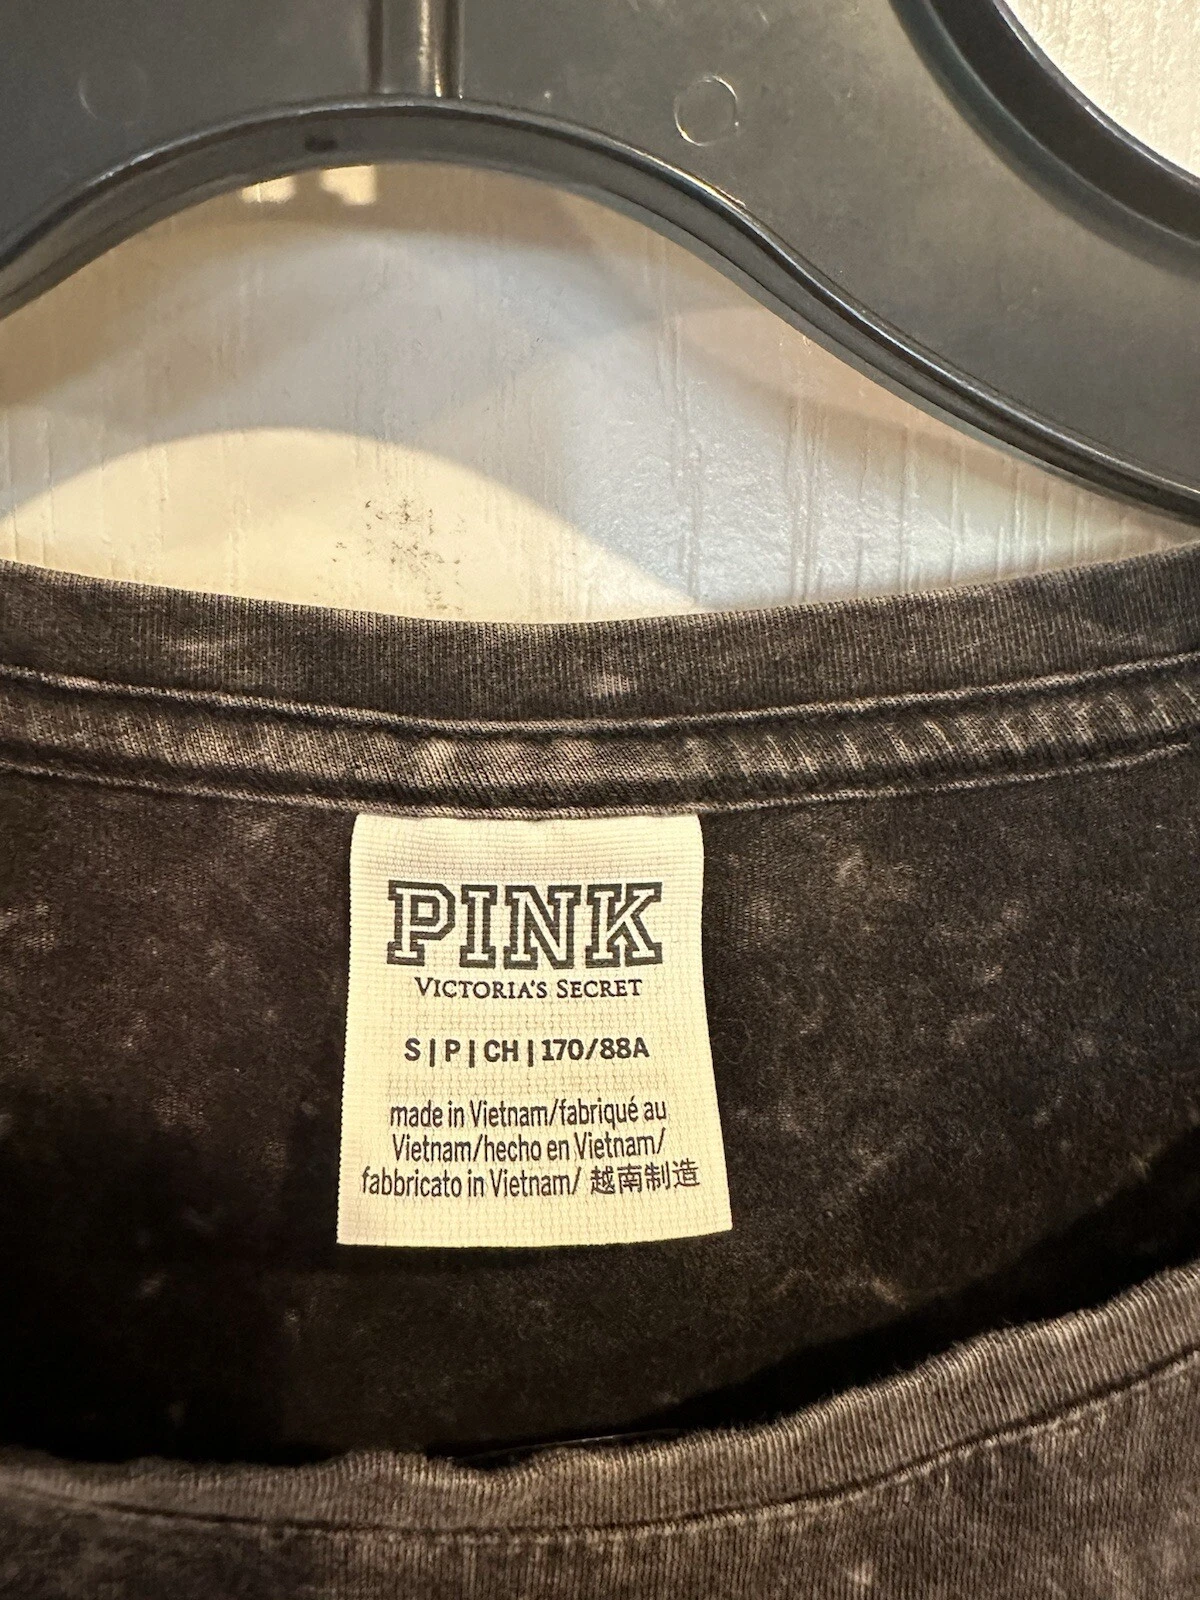 PINK
VICTORIA'S SECRET
S|P|CH|170/88A
made in Vietnam/fabriqué au
Vietnam/hecho en Vietnam/
fabbricato in Vietnam/ 越南制造